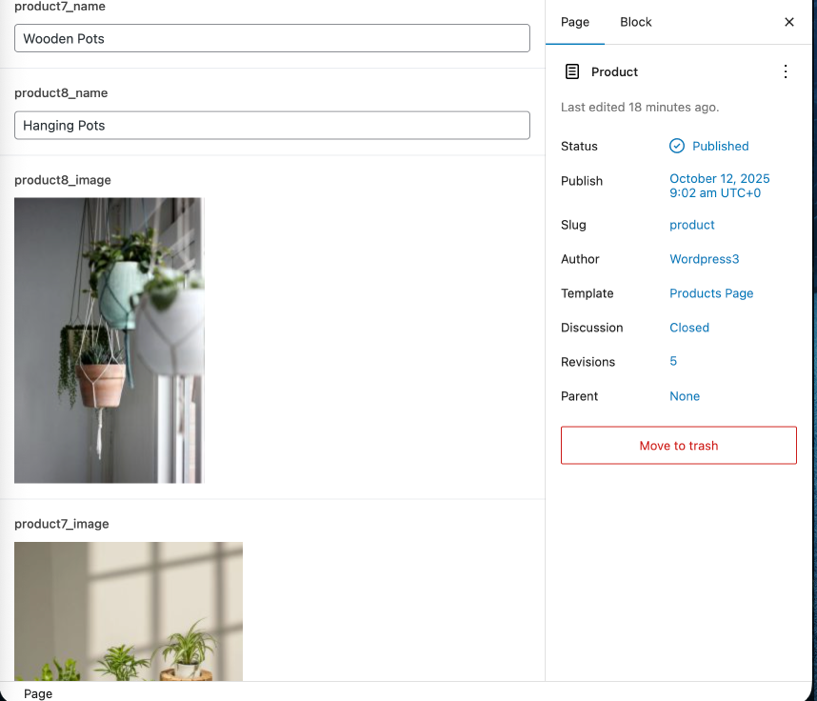 product7_name
Wooden Pots
product8_name
Hanging Pots
product8_image
product7_image
Page
Page Block
Product
Last edited 18 minutes ago.
Status Published
Publish October 12, 2025
9:02 am UTC+0
Slug product
Author Wordpress3
Template Products Page
Discussion Closed
Revisions 5
Parent None
Move to trash